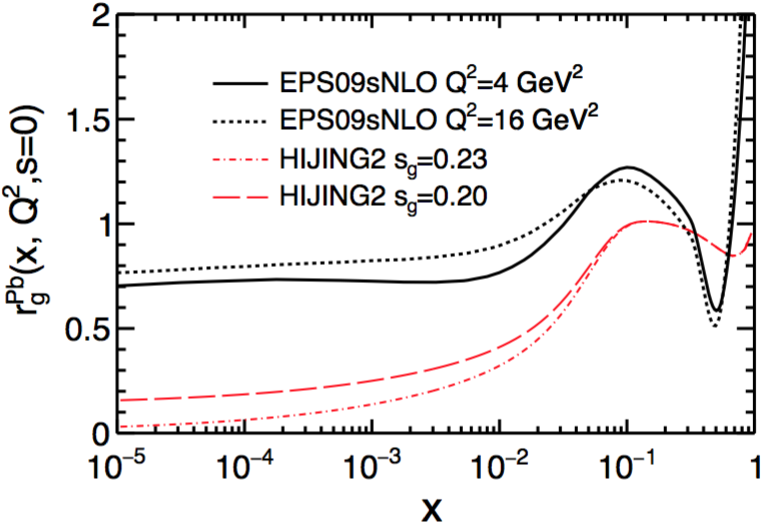 2
1.5
1
0.5
0
r_g^Pb(x, Q²,s=0)
EPS09sNLO Q²=4 GeV²
EPS09sNLO Q²=16 GeV²
HIJING2 s_g=0.23
HIJING2 s_g=0.20
10⁻⁵ 10⁻⁴ 10⁻³ 10⁻² 10⁻¹ 1
x